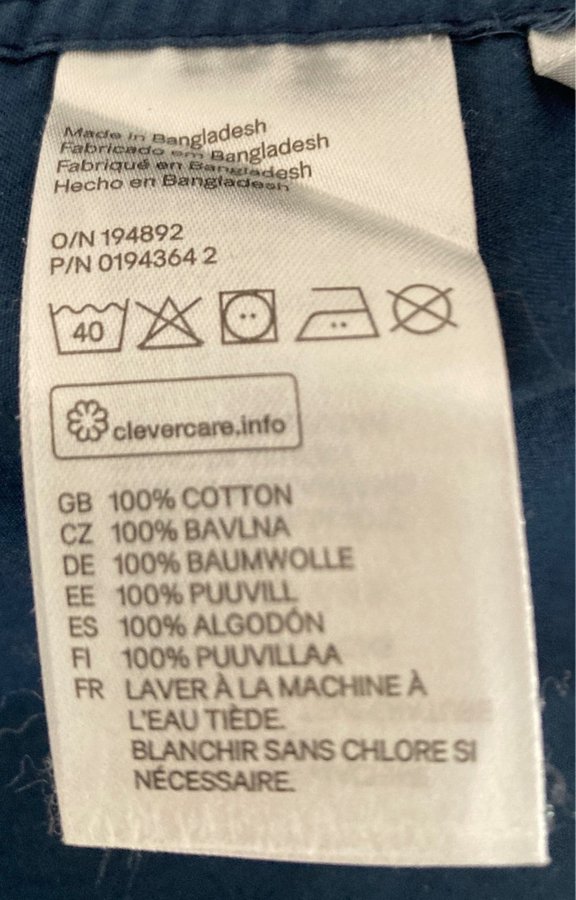 Made in Bangladesh
Fabricado em Bangladesh
Fabriqué en Bangladesh
Hecho en Bangladesh
O/N 194892
P/N 0194364 2
40
clevercare.info
GB 100% COTTON
CZ 100% BAVLNA
DE 100% BAUMWOLLE
EE 100% PUUVILL
ES 100% ALGODÓN
FI 100% PUUVILLAA
FR LAVER À LA MACHINE À
L'EAU TIÈDE.
BLANCHIR SANS CHLORE SI
NÉCESSAIRE.